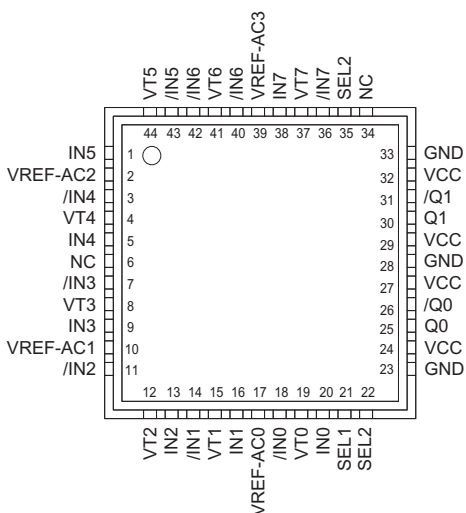 VT5
/IN5
/IN6
VT6
/IN6
VREF-AC3
IN7
VT7
/IN7
SEL2
NC
44 43 42 41 40 39 38 37 36 35 34
IN5 1 33 GND
VREF-AC2 2 32 VCC
/IN4 3 31 /Q1
VT4 4 30 Q1
IN4 5 29 VCC
NC 6 28 GND
/IN3 7 27 VCC
VT3 8 26 /Q0
IN3 9 25 Q0
VREF-AC1 10 24 VCC
/IN2 11 23 GND
12 13 14 15 16 17 18 19 20 21 22
VT2
IN2
/IN1
VT1
IN1
VREF-AC0
/IN0
VT0
IN0
SEL1
SEL2